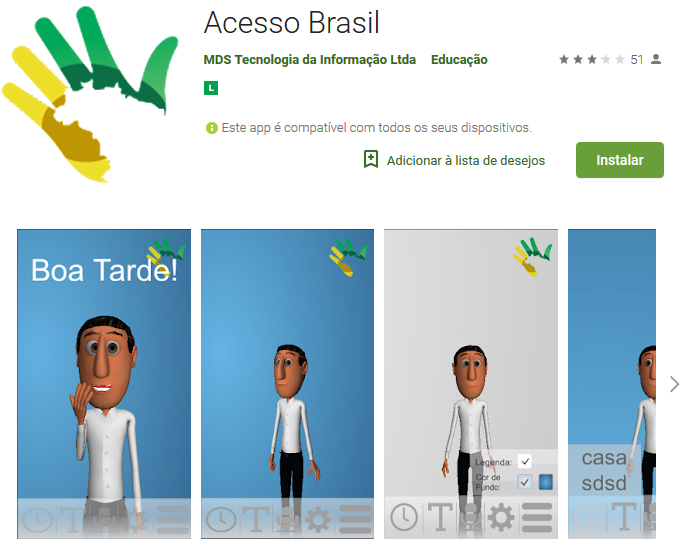 Acesso Brasil
MDS Tecnologia da Informação Ltda Educação 51
L
Este app é compatível com todos os seus dispositivos.
Adicionar à lista de desejos Instalar
Boa Tarde!
Legenda:
Cor de
Fundo:
casa
sdsd